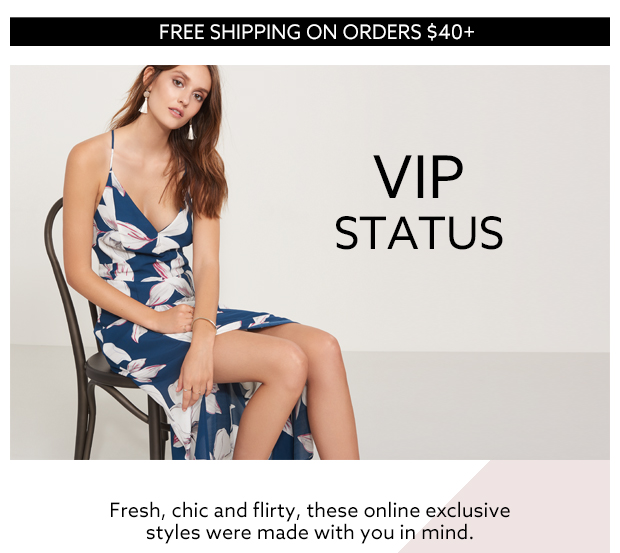 FREE SHIPPING ON ORDERS $40+
VIP
STATUS
Fresh, chic and flirty, these online exclusive
styles were made with you in mind.